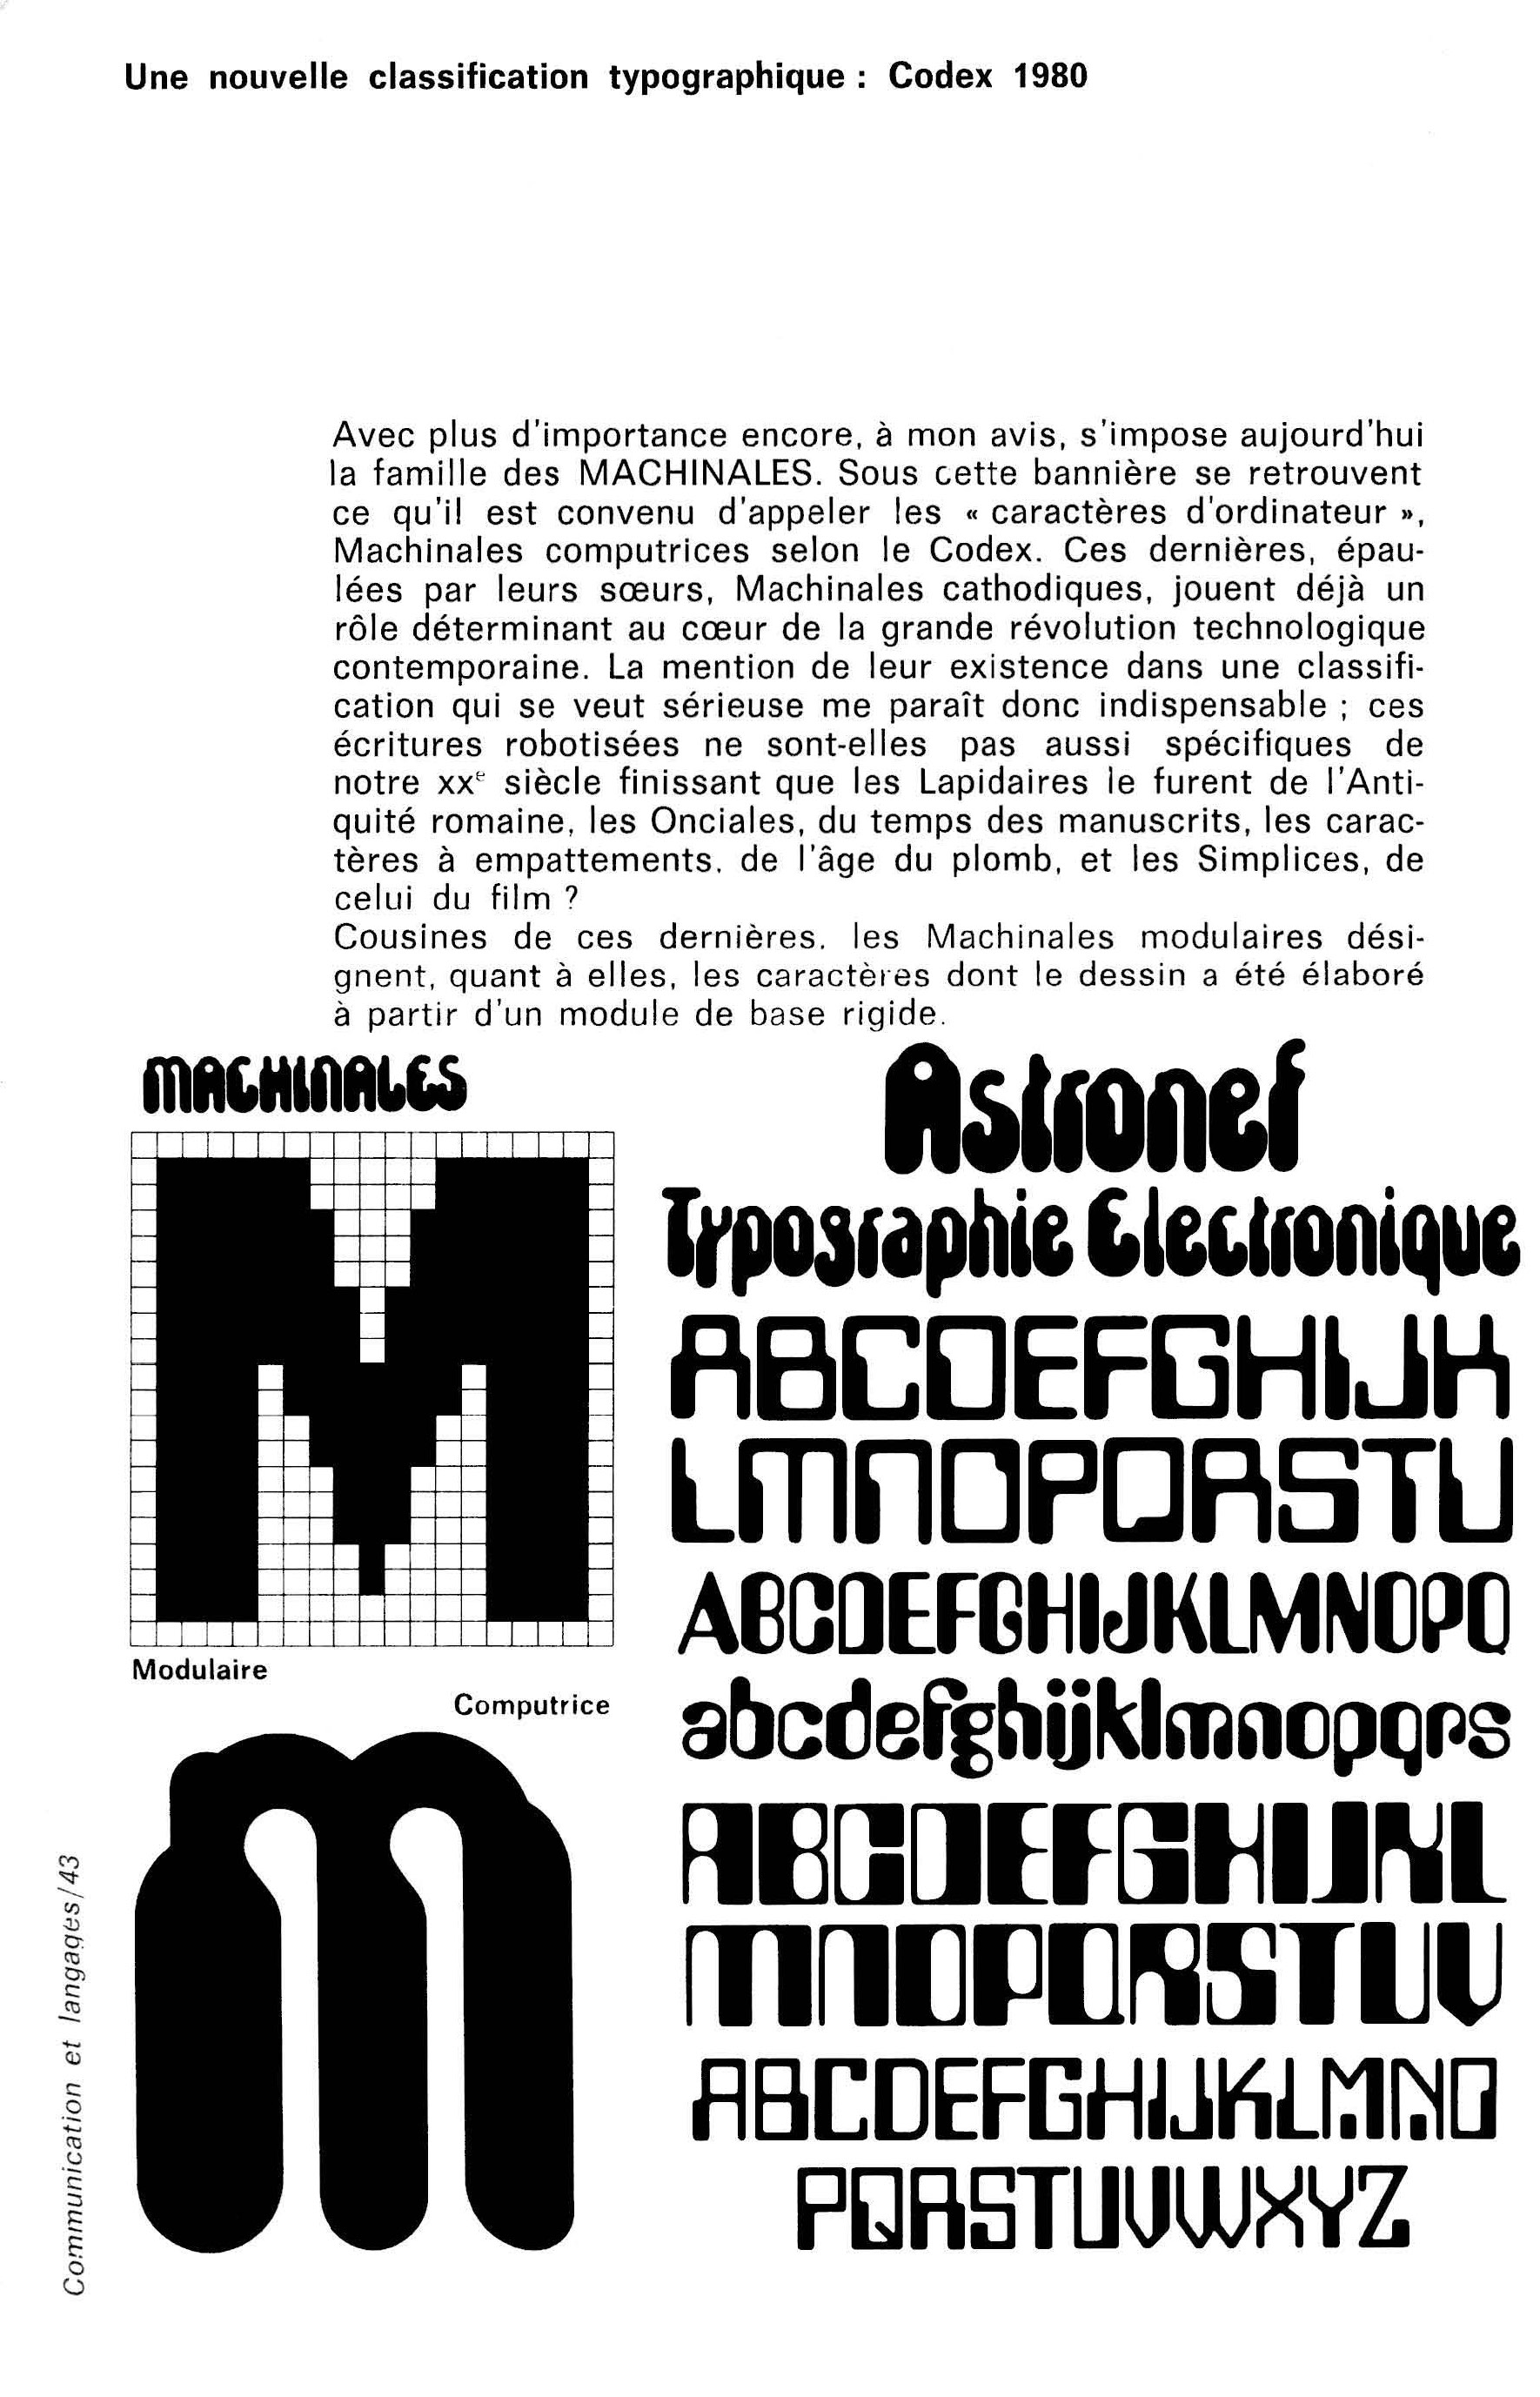 Une nouvelle classification typographique : Codex 1980
Avec plus d'importance encore, à mon avis, s'impose aujourd'hui
la famille des MACHINALES. Sous cette bannière se retrouvent
ce qu'il est convenu d'appeler les « caractères d'ordinateur »,
Machinales computrices selon le Codex. Ces dernières, épau-
lées par leurs sœurs, Machinales cathodiques, jouent déjà un
rôle déterminant au cœur de la grande révolution technologique
contemporaine. La mention de leur existence dans une classifi-
cation qui se veut sérieuse me paraît donc indispensable ; ces
écritures robotisées ne sont-elles pas aussi spécifiques de
notre XXe siècle finissant que les Lapidaires le furent de l'Anti-
quité romaine, les Onciales, du temps des manuscrits, les carac-
tères à empattements, de l'âge du plomb, et les Simplices, de
celui du film ?
Cousines de ces dernières, les Machinales modulaires dési-
gnent, quant à elles, les caractères dont le dessin a été élaboré
à partir d'un module de base rigide.
MACHINALES
M
Modulaire
Computrice
m
Astronef
Typographie Electronique
ABCDEFGHIJK
LMNOPQRSTU
ABCDEFGHIJKLMNOPQ
abcdefghijklmnopqrs
ABCDEFGHIJKL
MNOPQRSTUV
ABCDEFGHIJKLMNO
PQRSTUVWXYZ
Communication et langages/43